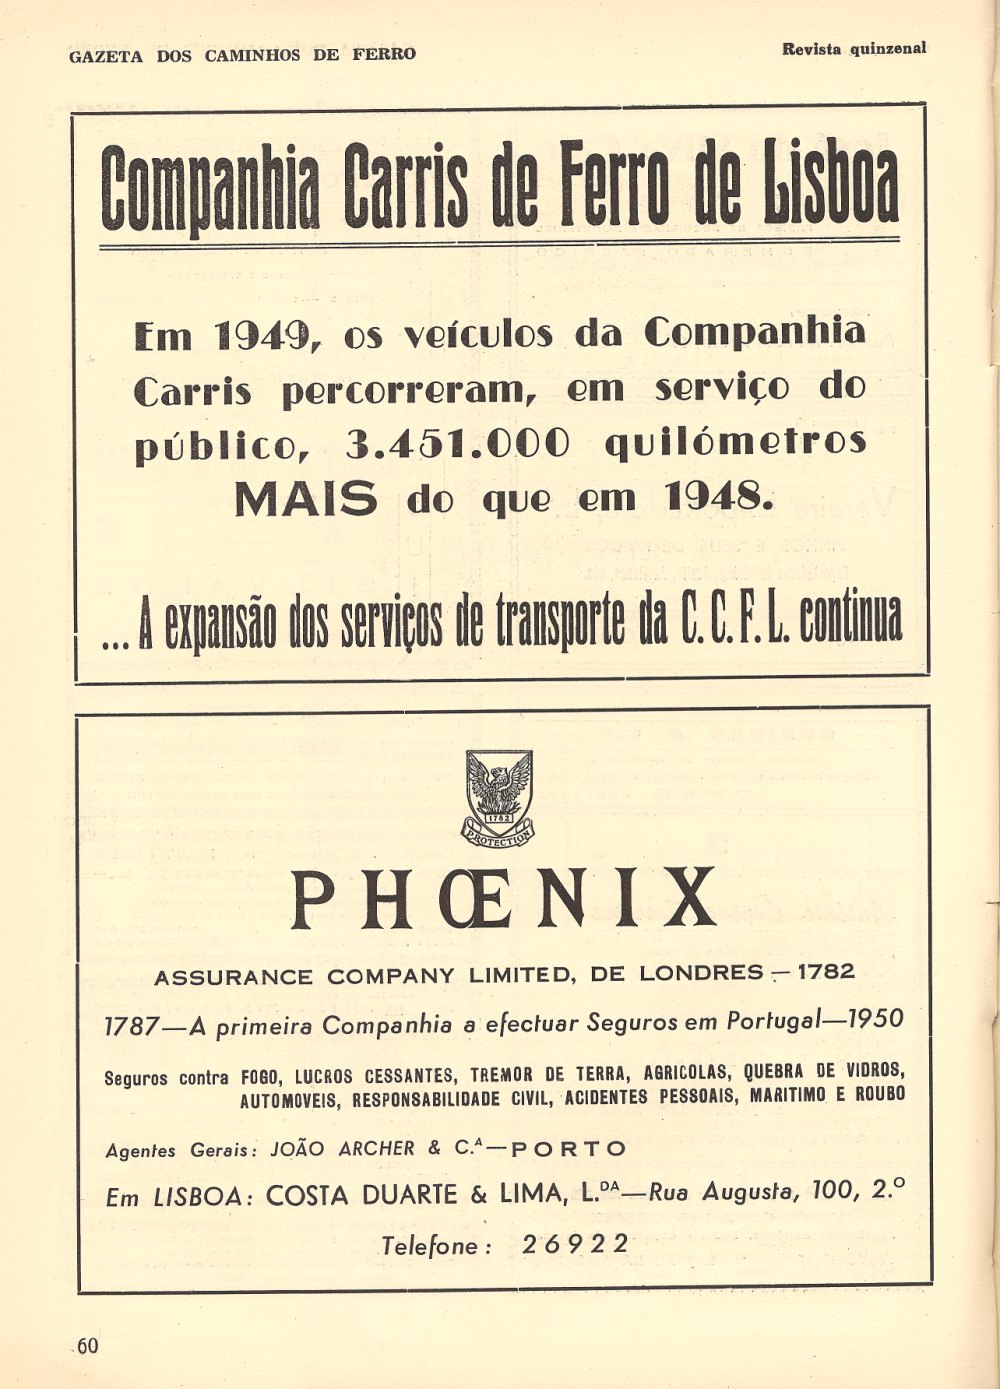 GAZETA DOS CAMINHOS DE FERRO
Revista quinzenal
Companhia Carris de Ferro de Lisboa
Em 1949, os veículos da Companhia
Carris percorreram, em serviço do
público, 3.451.000 quilómetros
MAIS do que em 1948.
... A expansão dos serviços de transporte da C. C. F. L. continua
1782
PROTECTION
PHŒNIX
ASSURANCE COMPANY LIMITED, DE LONDRES — 1782
1787—A primeira Companhia a efectuar Seguros em Portugal—1950
Seguros contra FOGO, LUCROS CESSANTES, TREMOR DE TERRA, AGRICOLAS, QUEBRA DE VIDROS,
AUTOMOVEIS, RESPONSABILIDADE CIVIL, ACIDENTES PESSOAIS, MARITIMO E ROUBO
Agentes Gerais: JOÃO ARCHER & C.ᴬ—PORTO
Em LISBOA: COSTA DUARTE & LIMA, L.ᴰᴬ—Rua Augusta, 100, 2.º
Telefone: 26922
60